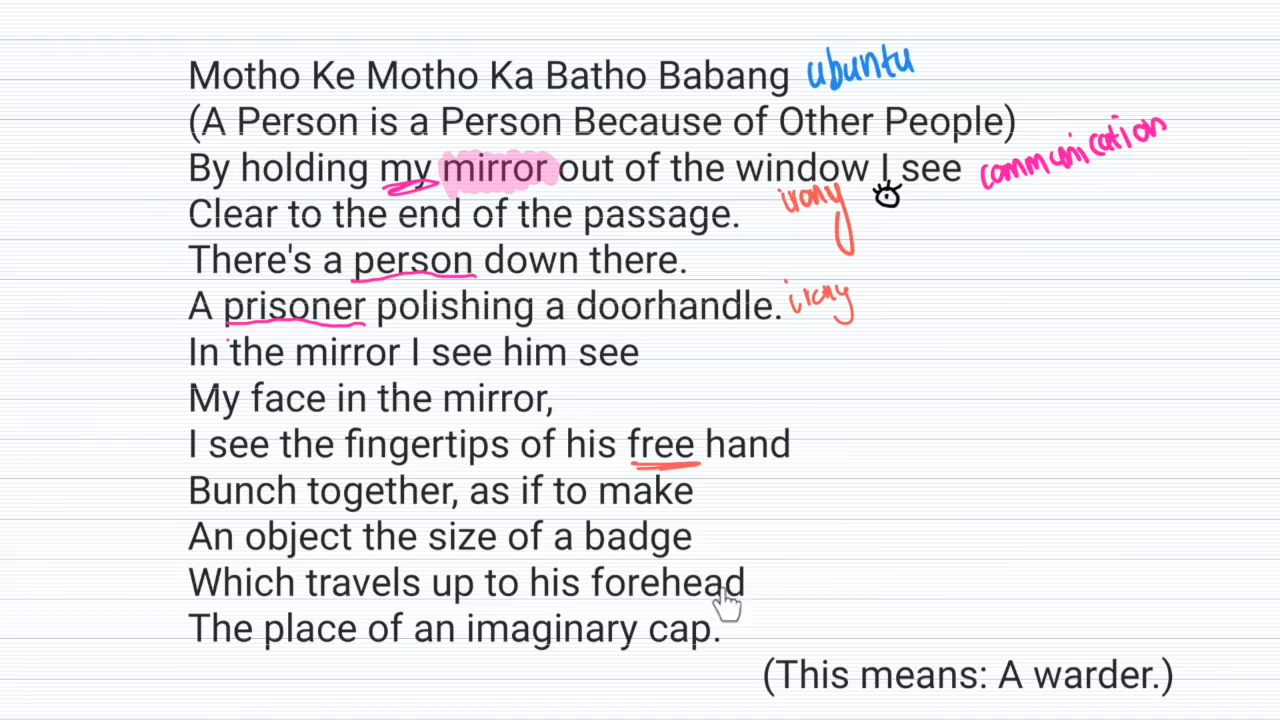 Motho Ke Motho Ka Batho Babang ubuntu
(A Person is a Person Because of Other People)
By holding my mirror out of the window I see communication
Clear to the end of the passage. irony
There's a person down there.
A prisoner polishing a doorhandle. irony
In the mirror I see him see
My face in the mirror,
I see the fingertips of his free hand
Bunch together, as if to make
An object the size of a badge
Which travels up to his forehead
The place of an imaginary cap.
(This means: A warder.)